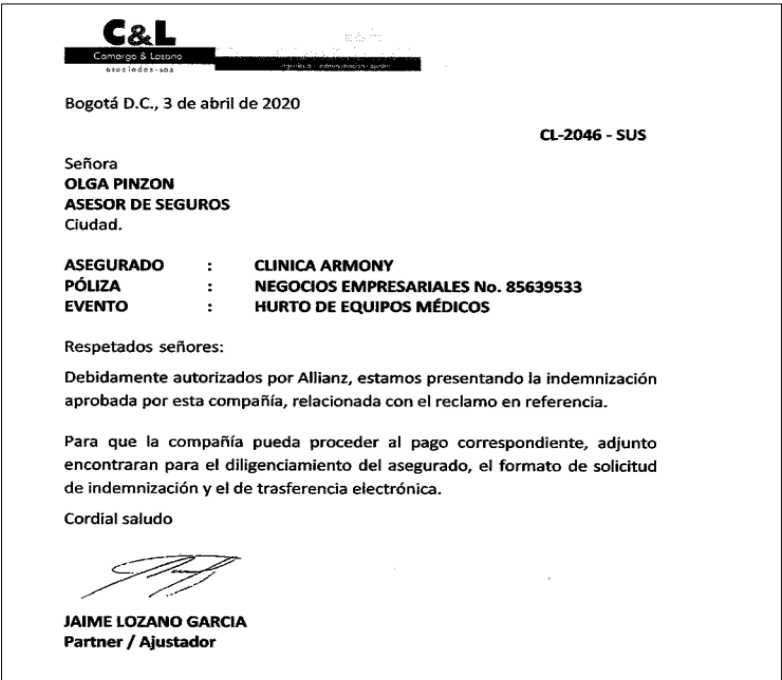 C&L
Camargo & Lozano
asociados-sas
Bogotá D.C., 3 de abril de 2020
CL-2046 - SUS
Señora
OLGA PINZON
ASESOR DE SEGUROS
Ciudad.
ASEGURADO : CLINICA ARMONY
PÓLIZA : NEGOCIOS EMPRESARIALES No. 85639533
EVENTO : HURTO DE EQUIPOS MÉDICOS
Respetados señores:
Debidamente autorizados por Allianz, estamos presentando la indemnización
aprobada por esta compañía, relacionada con el reclamo en referencia.
Para que la compañía pueda proceder al pago correspondiente, adjunto
encontraran para el diligenciamiento del asegurado, el formato de solicitud
de indemnización y el de trasferencia electrónica.
Cordial saludo
JAIME LOZANO GARCIA
Partner / Ajustador